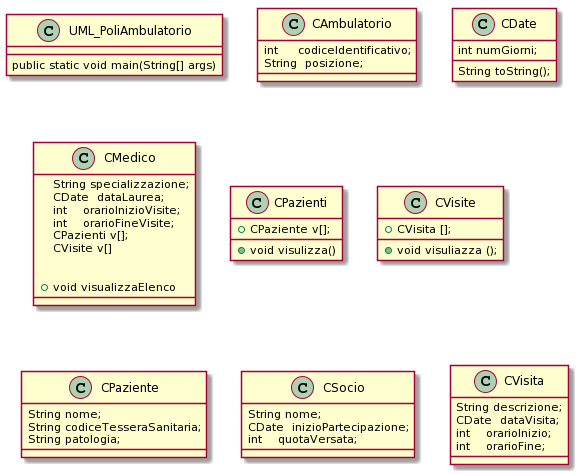 C UML_PoliAmbulatorio
public static void main(String[] args)
C CAmbulatorio
int codiceIdentificativo;
String posizione;
C CDate
int numGiorni;
String toString();
C CMedico
String specializzazione;
CDate dataLaurea;
int orarioInizioVisite;
int orarioFineVisite;
CPazienti v[];
CVisite v[]
void visualizzaElenco
C CPazienti
CPaziente v[];
void visulizza()
C CVisite
CVisita [];
void visuliazza ();
C CPaziente
String nome;
String codiceTesseraSanitaria;
String patologia;
C CSocio
String nome;
CDate inizioPartecipazione;
int quotaVersata;
C CVisita
String descrizione;
CDate dataVisita;
int orarioInizio;
int orarioFine;